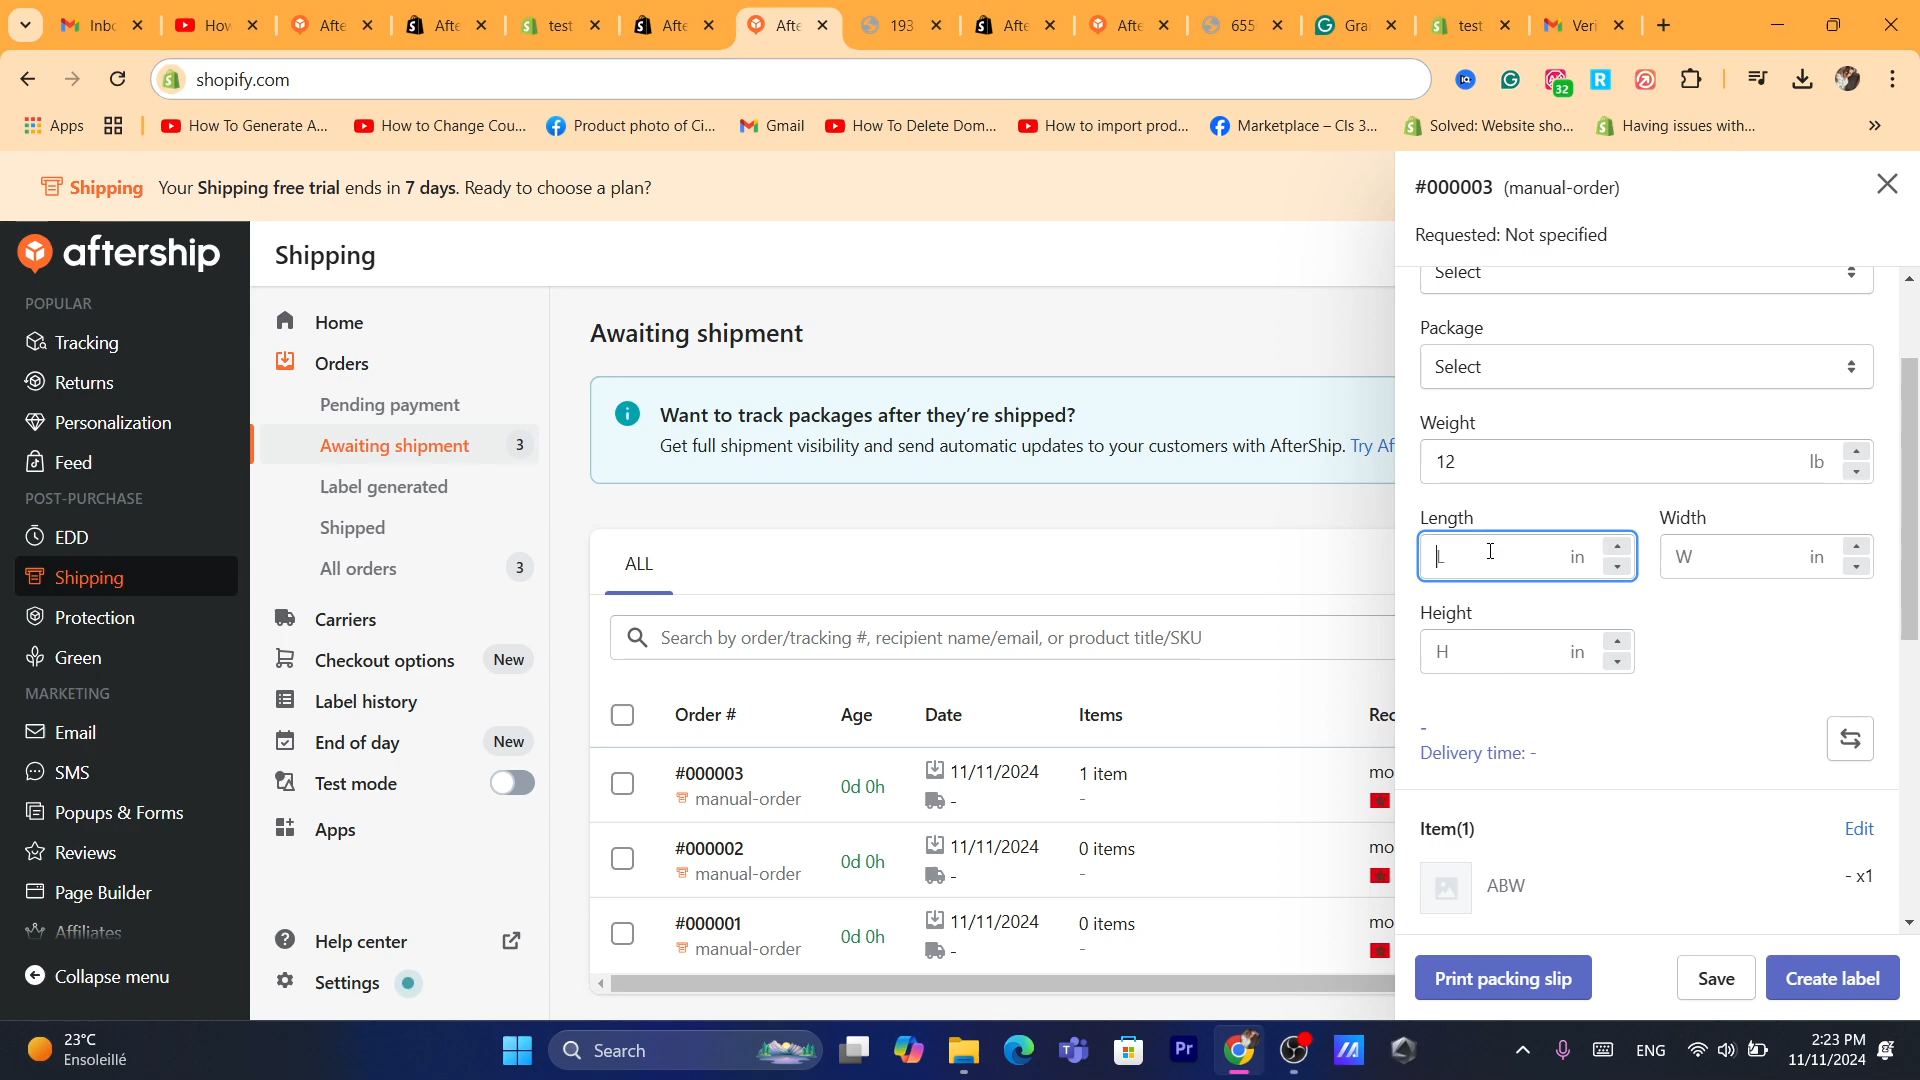 Inb
How
Afte
Afte
test
Afte
Afte
193
Afte
Afte
655
Gra
test
Veri
shopify.com
32
Apps
How To Generate A...
How to Change Cou...
Product photo of Ci...
Gmail
How To Delete Dom...
How to import prod...
Marketplace – Cls 3...
Solved: Website sho...
Having issues with...
Shipping Your Shipping free trial ends in 7 days. Ready to choose a plan?
aftership
POPULAR
Tracking
Returns
Personalization
Feed
POST-PURCHASE
EDD
Shipping
Protection
Green
MARKETING
Email
SMS
Popups & Forms
Reviews
Page Builder
Affiliates
Collapse menu
Shipping
Home
Orders
Pending payment
Awaiting shipment 3
Label generated
Shipped
All orders 3
Carriers
Checkout options New
Label history
End of day New
Test mode
Apps
Help center
Settings
Awaiting shipment
Want to track packages after they're shipped?
Get full shipment visibility and send automatic updates to your customers with AfterShip. Try Af
ALL
Search by order/tracking #, recipient name/email, or product title/SKU
Order # Age Date Items Rec
#000003 0d 0h 11/11/2024 1 item mo
manual-order - -
#000002 0d 0h 11/11/2024 0 items mo
manual-order - -
#000001 0d 0h 11/11/2024 0 items mo
manual-order - -
#000003 (manual-order)
Requested: Not specified
Select
Package
Select
Weight
12 lb
Length Width
L in W in
Height
H in
-
Delivery time: -
Item(1) Edit
ABW - x1
Print packing slip Save Create label
23°C
Ensoleillé
Search
Pr
ENG
2:23 PM
11/11/2024